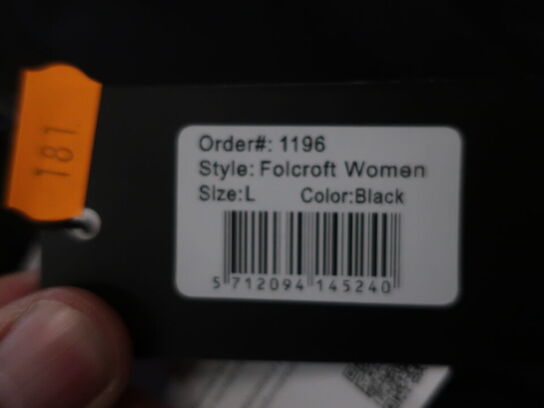 181
Order#: 1196
Style: Folcroft Women
Size:L Color:Black
5 712094 145240